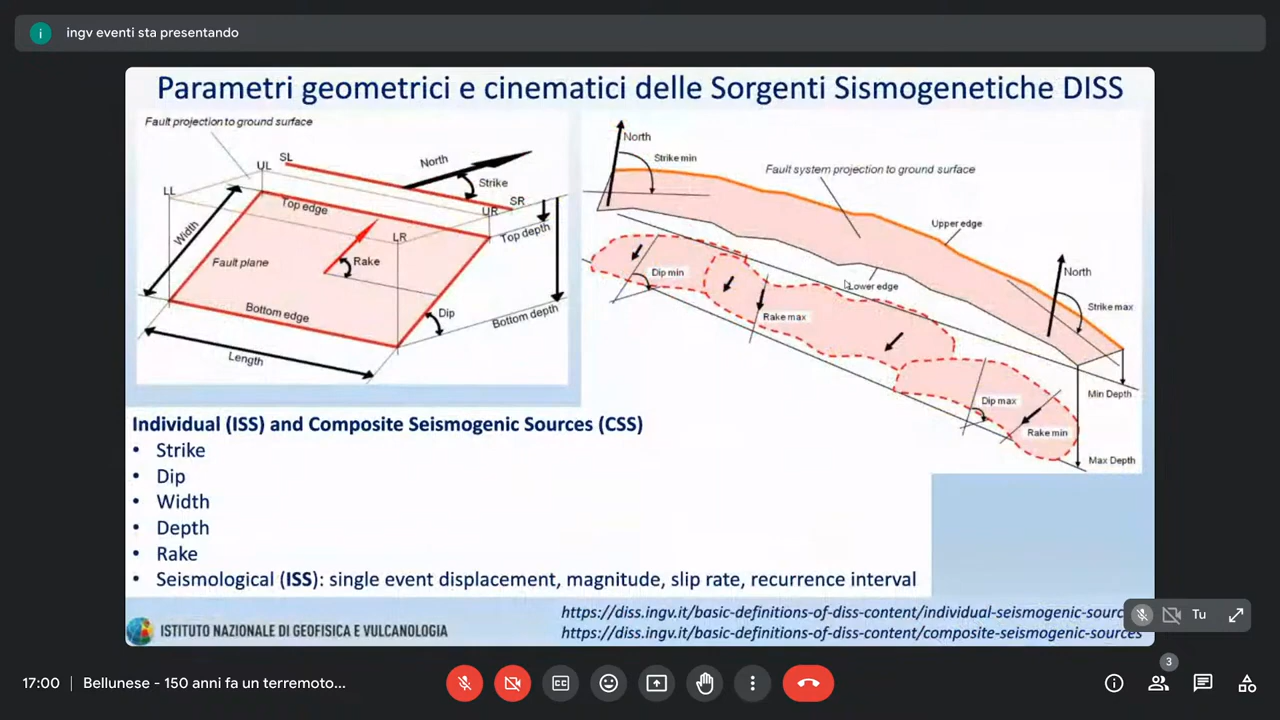 i ingv eventi sta presentando
Parametri geometrici e cinematici delle Sorgenti Sismogenetiche DISS
Fault projection to ground surface
UL
SL
North
Strike
LL
SR
UR
Top edge
Top depth
Width
LR
Fault plane
Rake
Bottom edge
Dip
Bottom depth
Length
North
Strike min
Fault system projection to ground surface
Upper edge
North
Dip min
Lower edge
Strike max
Rake max
Min Depth
Dip max
Rake min
Max Depth
Individual (ISS) and Composite Seismogenic Sources (CSS)
• Strike
• Dip
• Width
• Depth
• Rake
• Seismological (ISS): single event displacement, magnitude, slip rate, recurrence interval
https://diss.ingv.it/basic-definitions-of-diss-content/individual-seismogenic-sourc
https://diss.ingv.it/basic-definitions-of-diss-content/composite-seismogenic-sources
ISTITUTO NAZIONALE DI GEOFISICA E VULCANOLOGIA
Tu
17:00 | Bellunese - 150 anni fa un terremoto...
CC
3